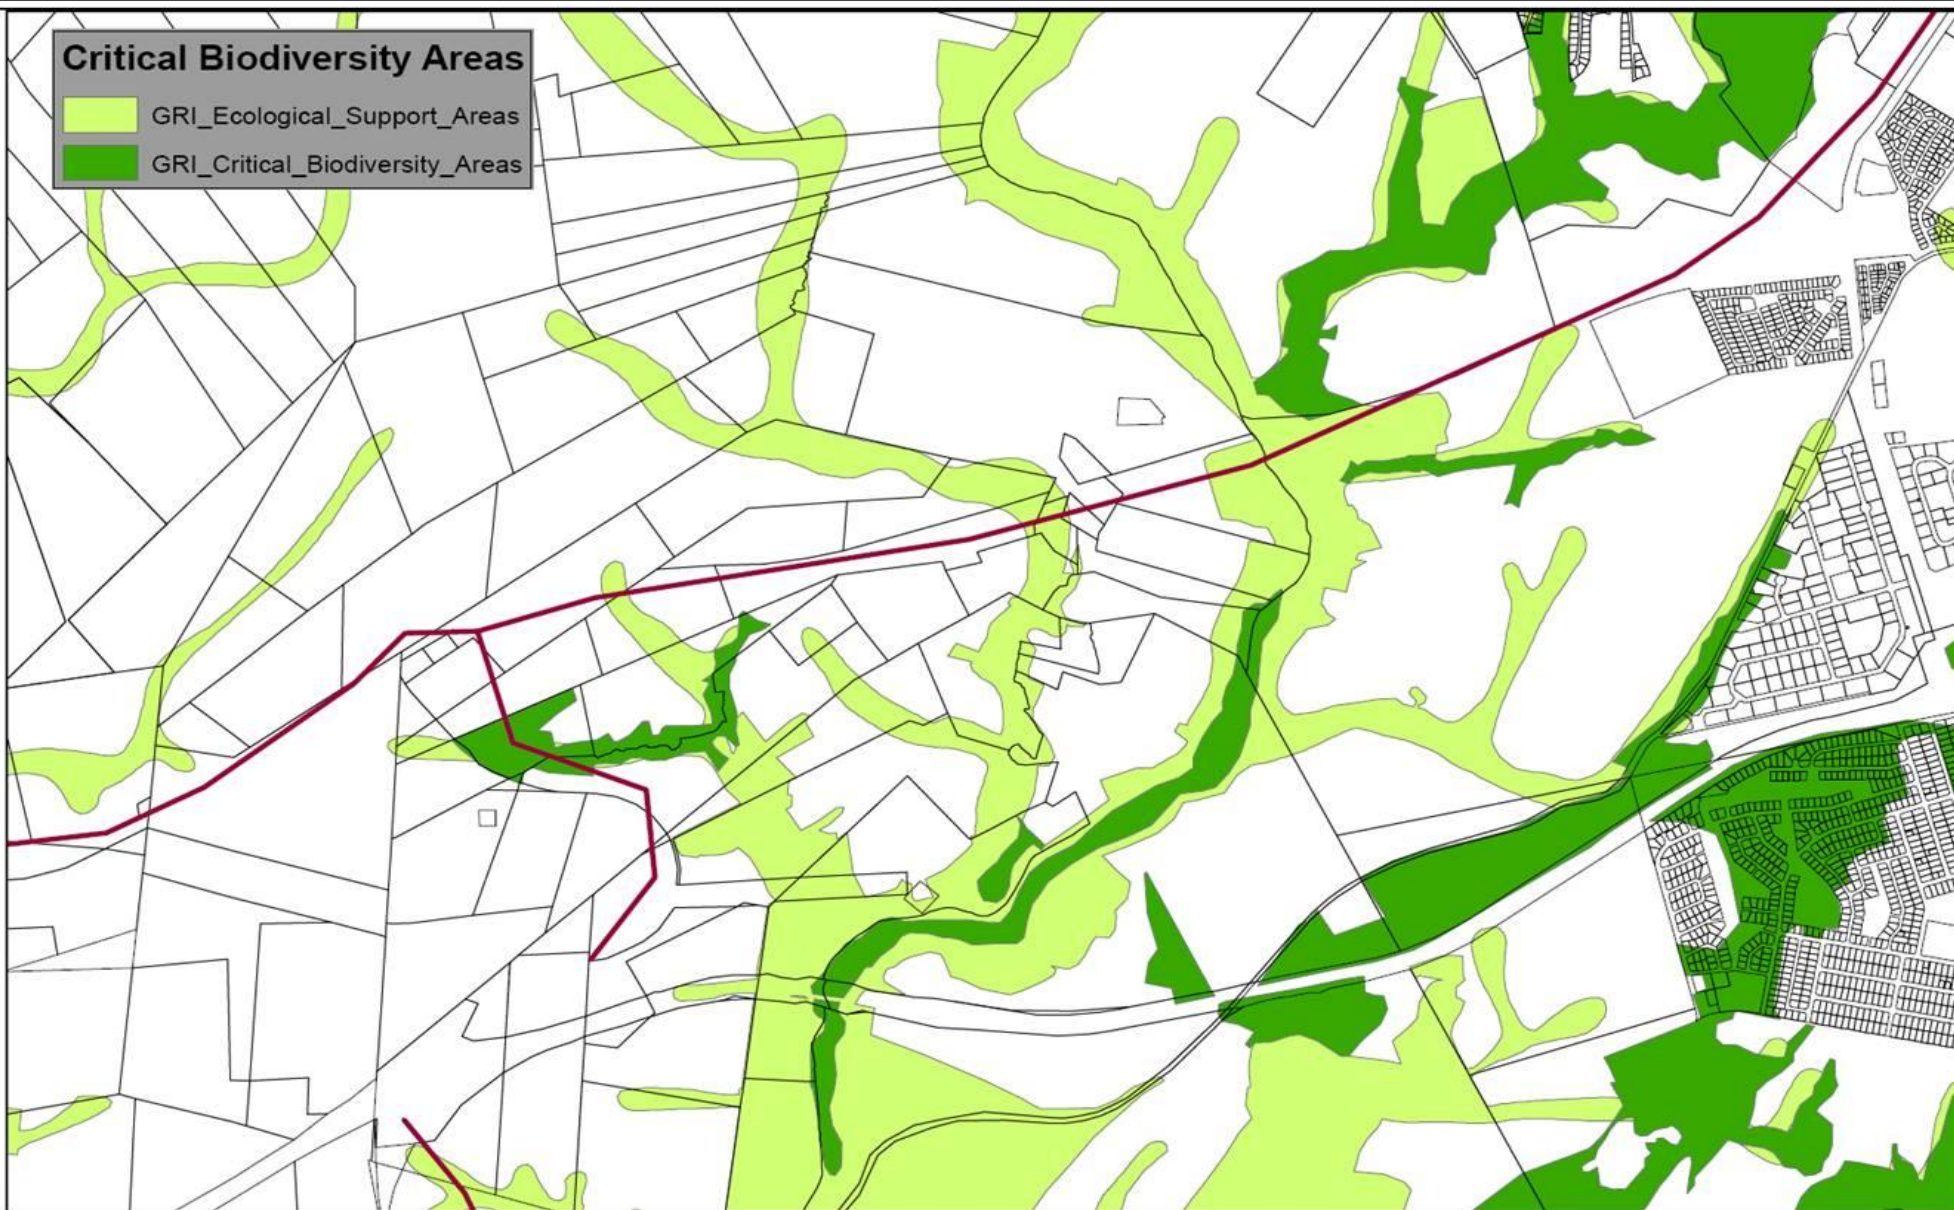 Critical Biodiversity Areas
GRI_Ecological_Support_Areas
GRI_Critical_Biodiversity_Areas